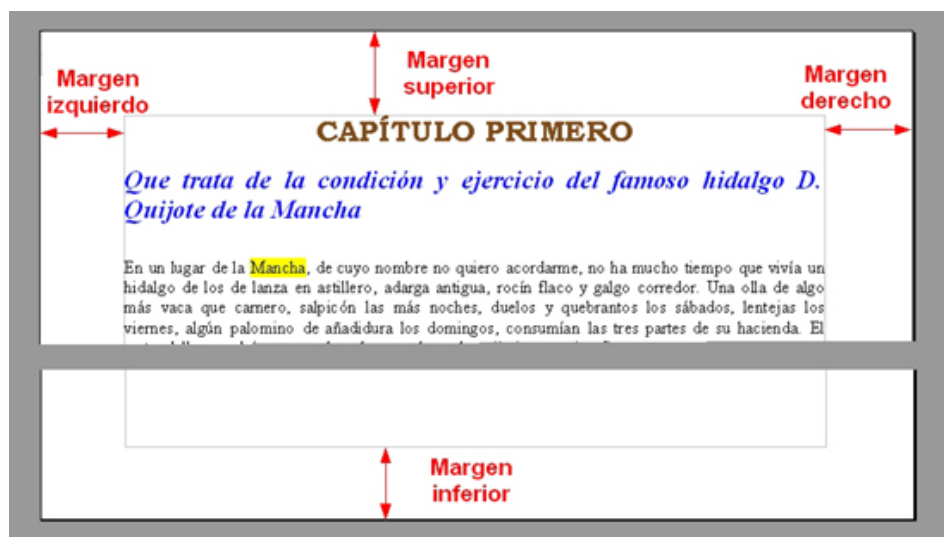 Margen
superior
Margen
izquierdo
Margen
derecho
CAPÍTULO PRIMERO
Que trata de la condición y ejercicio del famoso hidalgo D.
Quijote de la Mancha
En un lugar de la Mancha, de cuyo nombre no quiero acordarme, no ha mucho tiempo que vivía un
hidalgo de los de lanza en astillero, adarga antigua, rocín flaco y galgo corredor. Una olla de algo
más vaca que carnero, salpicón las más noches, duelos y quebrantos los sábados, lentejas los
viernes, algún palomino de añadidura los domingos, consumían las tres partes de su hacienda. El
Margen
inferior